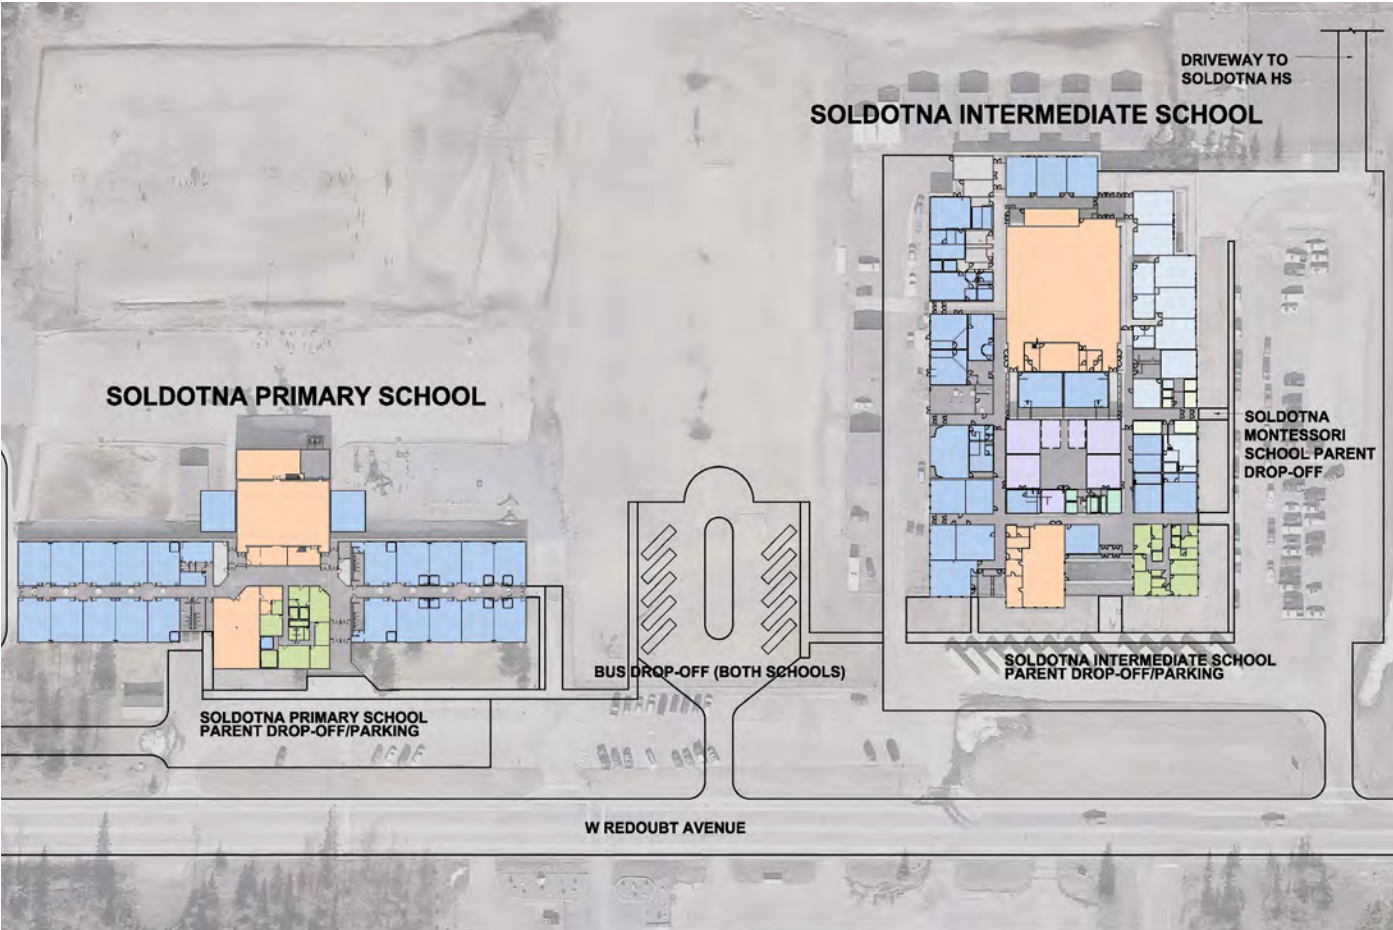 DRIVEWAY TO
SOLDOTNA HS
SOLDOTNA INTERMEDIATE SCHOOL
SOLDOTNA PRIMARY SCHOOL
SOLDOTNA
MONTESSORI
SCHOOL PARENT
DROP-OFF
BUS DROP-OFF (BOTH SCHOOLS)
SOLDOTNA INTERMEDIATE SCHOOL
PARENT DROP-OFF/PARKING
SOLDOTNA PRIMARY SCHOOL
PARENT DROP-OFF/PARKING
W REDOUBT AVENUE